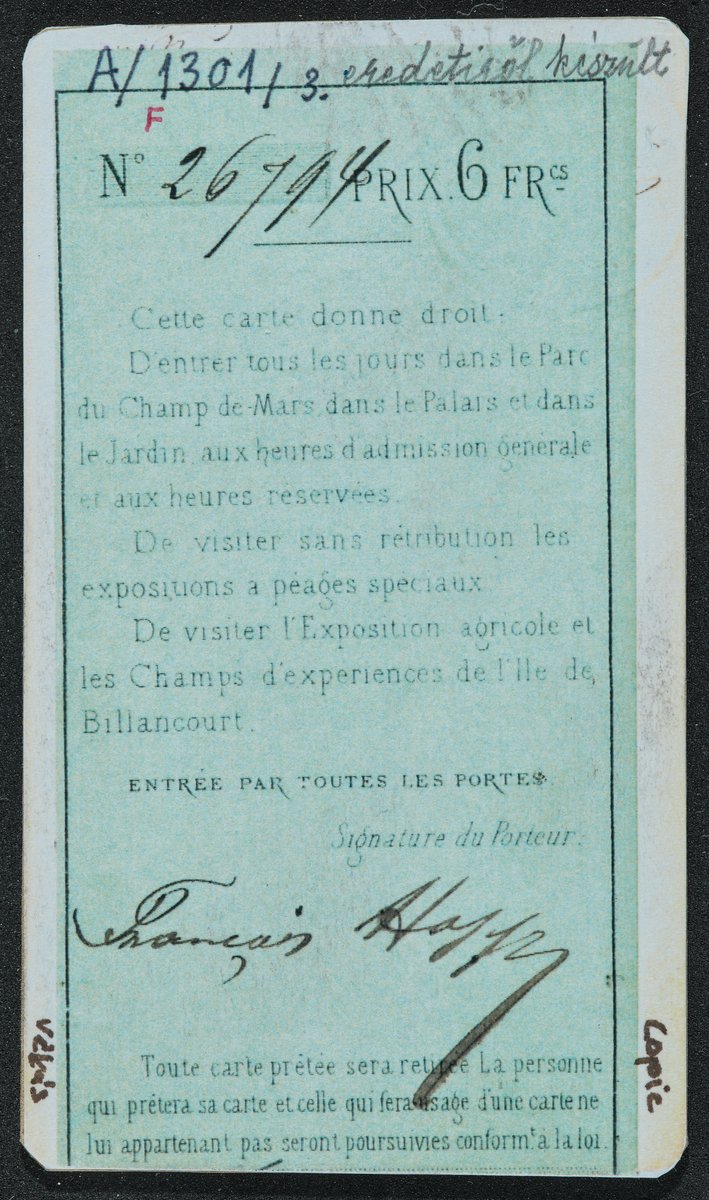 A/1301/3. eredetiről készült
F
N° 26794 PRIX. 6 FRCS
Cette carte donne droit:
D'entrer tous les jours dans le Parc
du Champ de-Mars, dans le Palais et dans
le Jardin, aux heures d'admission générale
et aux heures réservées.
De visiter sans rétribution les
expositions à péages spéciaux.
De visiter l'Exposition agricole et
les Champs d'expériences de l'Ile de
Billancourt.
ENTRÉE PAR TOUTES LES PORTES.
Signature du Porteur:
François Hopp
Toute carte prêtée sera retirée La personne
qui prêtera sa carte et celle qui fera usage d'une carte ne
lui appartenant pas seront poursuivies conform.t à la loi.
Copie